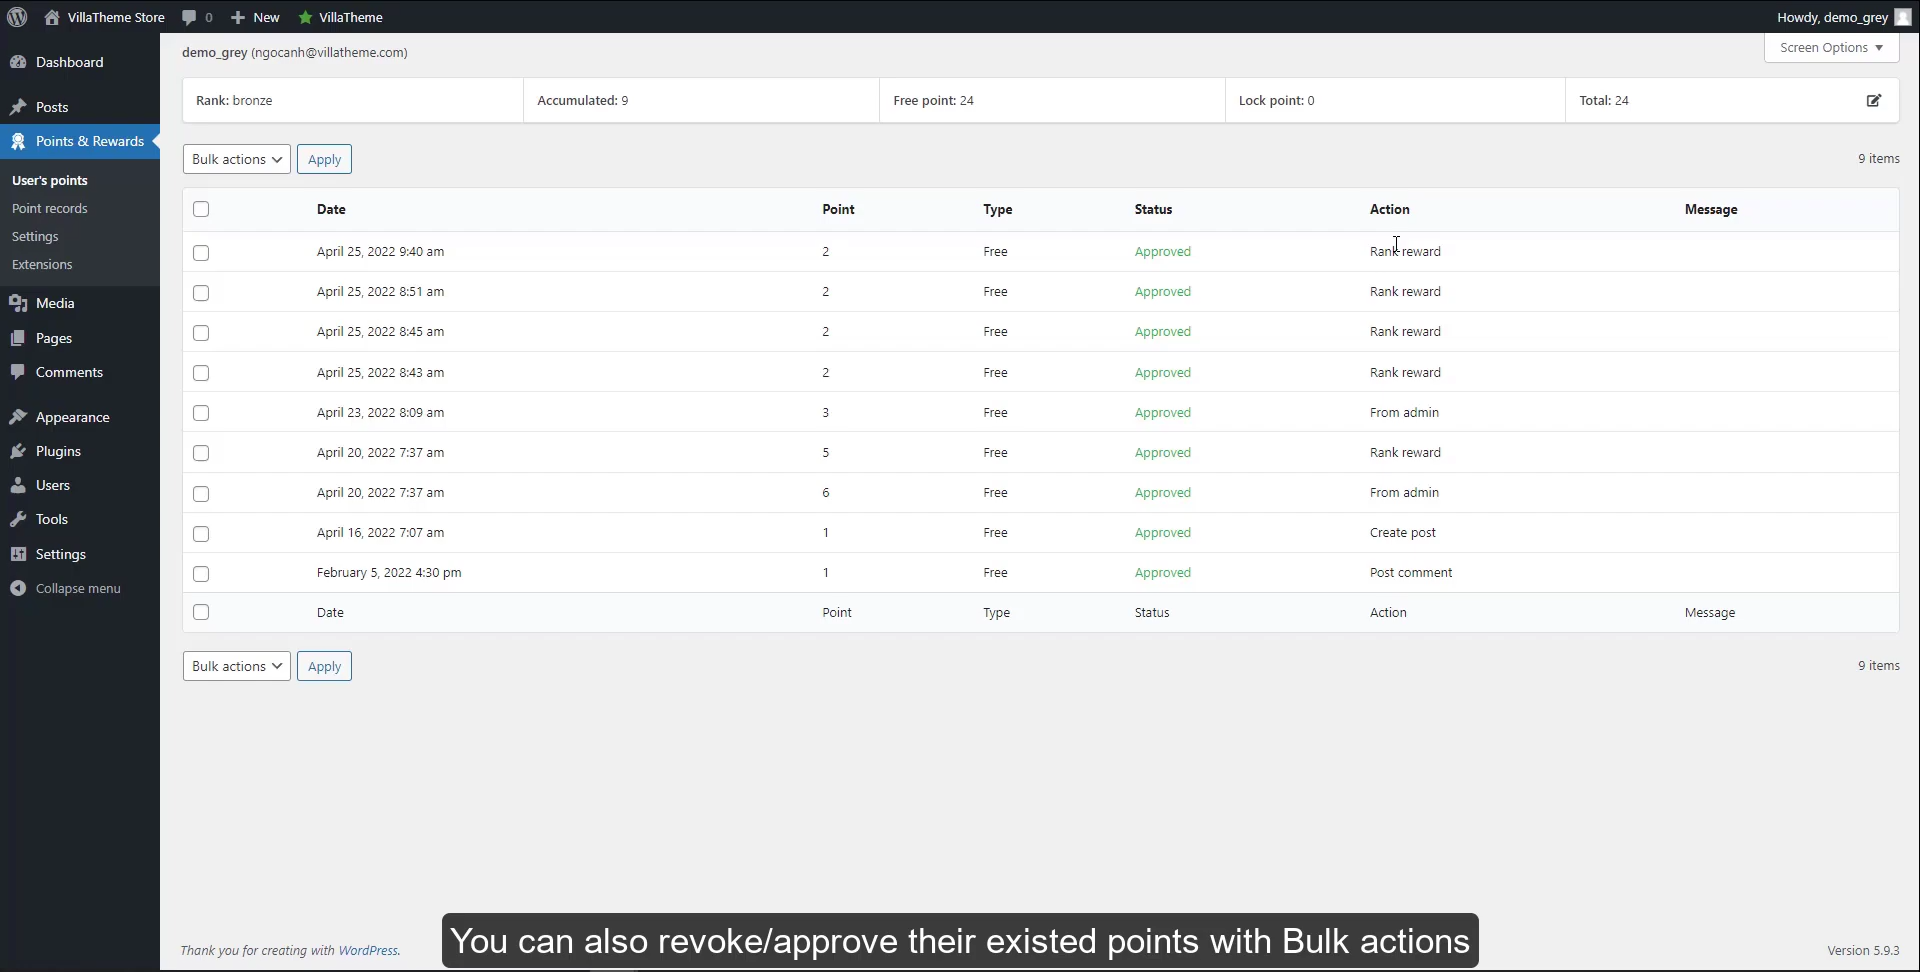 VillaTheme Store 0 New VillaTheme Howdy, demo_grey
Dashboard
Posts
Points & Rewards
User's points
Point records
Settings
Extensions
Media
Pages
Comments
Appearance
Plugins
Users
Tools
Settings
Collapse menu
demo_grey (ngocanh@villatheme.com)
Screen Options
Rank: bronze Accumulated: 9 Free point: 24 Lock point: 0 Total: 24
Bulk actions Apply 9 items
Date Point Type Status Action Message
April 25, 2022 9:40 am 2 Free Approved Rank reward
April 25, 2022 8:51 am 2 Free Approved Rank reward
April 25, 2022 8:45 am 2 Free Approved Rank reward
April 25, 2022 8:43 am 2 Free Approved Rank reward
April 23, 2022 8:09 am 3 Free Approved From admin
April 20, 2022 7:37 am 5 Free Approved Rank reward
April 20, 2022 7:37 am 6 Free Approved From admin
April 16, 2022 7:07 am 1 Free Approved Create post
February 5, 2022 4:30 pm 1 Free Approved Post comment
Date Point Type Status Action Message
Bulk actions Apply 9 items
Thank you for creating with WordPress. Version 5.9.3
You can also revoke/approve their existed points with Bulk actions